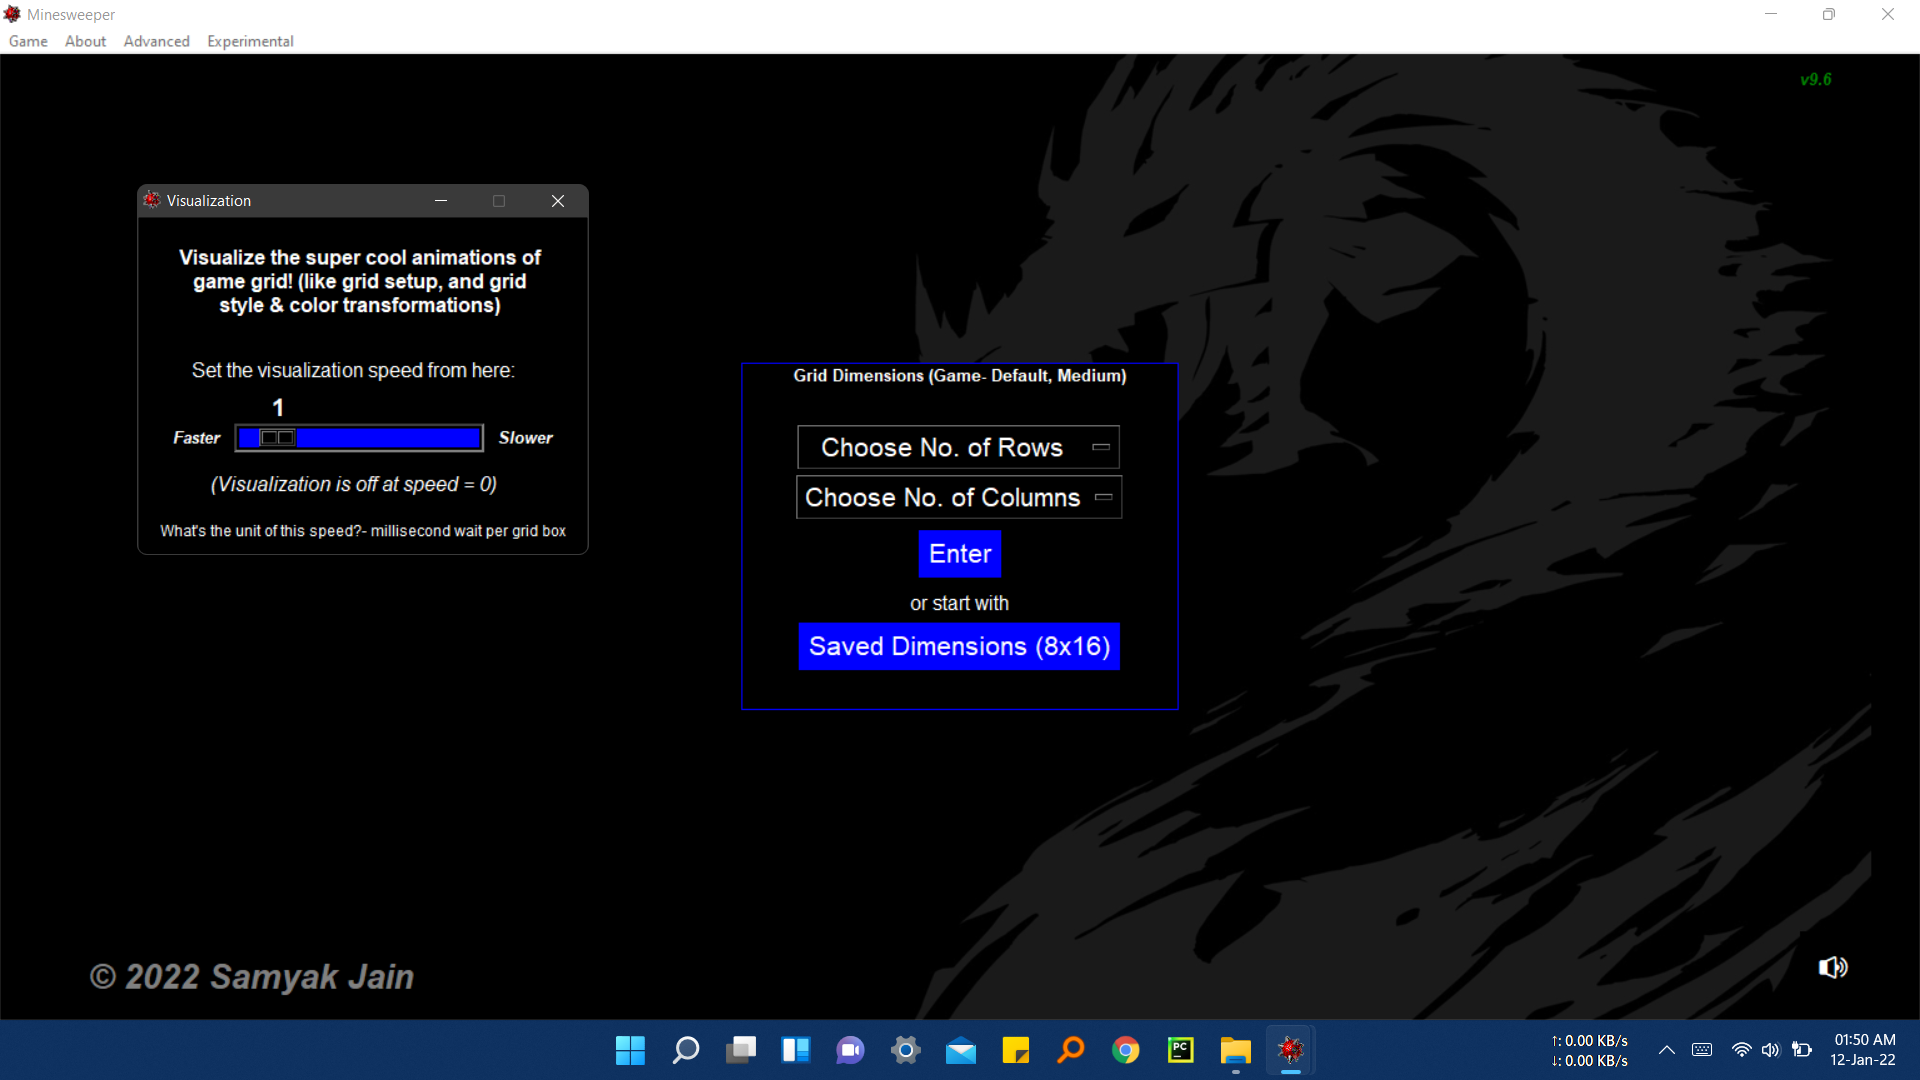 Minesweeper
Game About Advanced Experimental
v9.6
Visualization
Visualize the super cool animations of
game grid! (like grid setup, and grid
style & color transformations)
Set the visualization speed from here:
1
Faster Slower
(Visualization is off at speed = 0)
What's the unit of this speed?- millisecond wait per grid box
Grid Dimensions (Game- Default, Medium)
Choose No. of Rows
Choose No. of Columns
Enter
or start with
Saved Dimensions (8x16)
© 2022 Samyak Jain
PC
↑: 0.00 KB/s
↓: 0.00 KB/s
01:50 AM
12-Jan-22